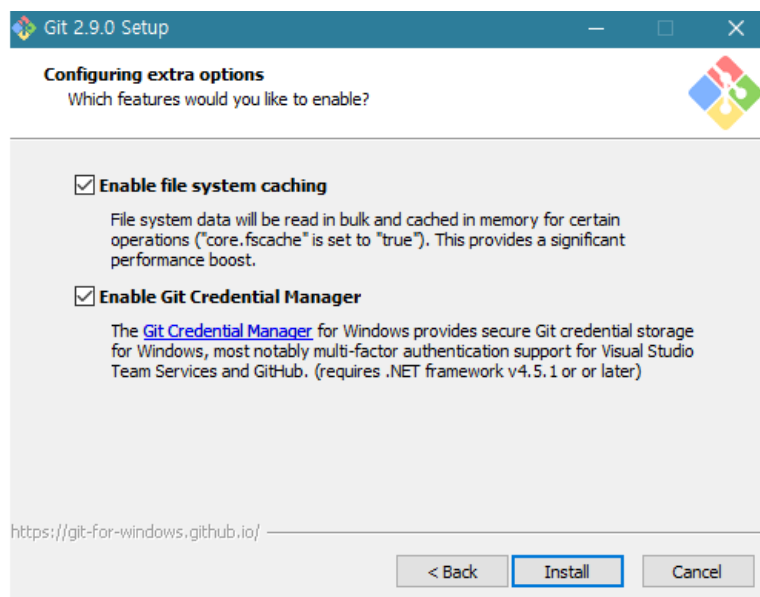 Git 2.9.0 Setup
Configuring extra options
Which features would you like to enable?
Enable file system caching
File system data will be read in bulk and cached in memory for certain
operations ("core.fscache" is set to "true"). This provides a significant
performance boost.
Enable Git Credential Manager
The Git Credential Manager for Windows provides secure Git credential storage
for Windows, most notably multi-factor authentication support for Visual Studio
Team Services and GitHub. (requires .NET framework v4.5.1 or or later)
https://git-for-windows.github.io/
< Back Install Cancel